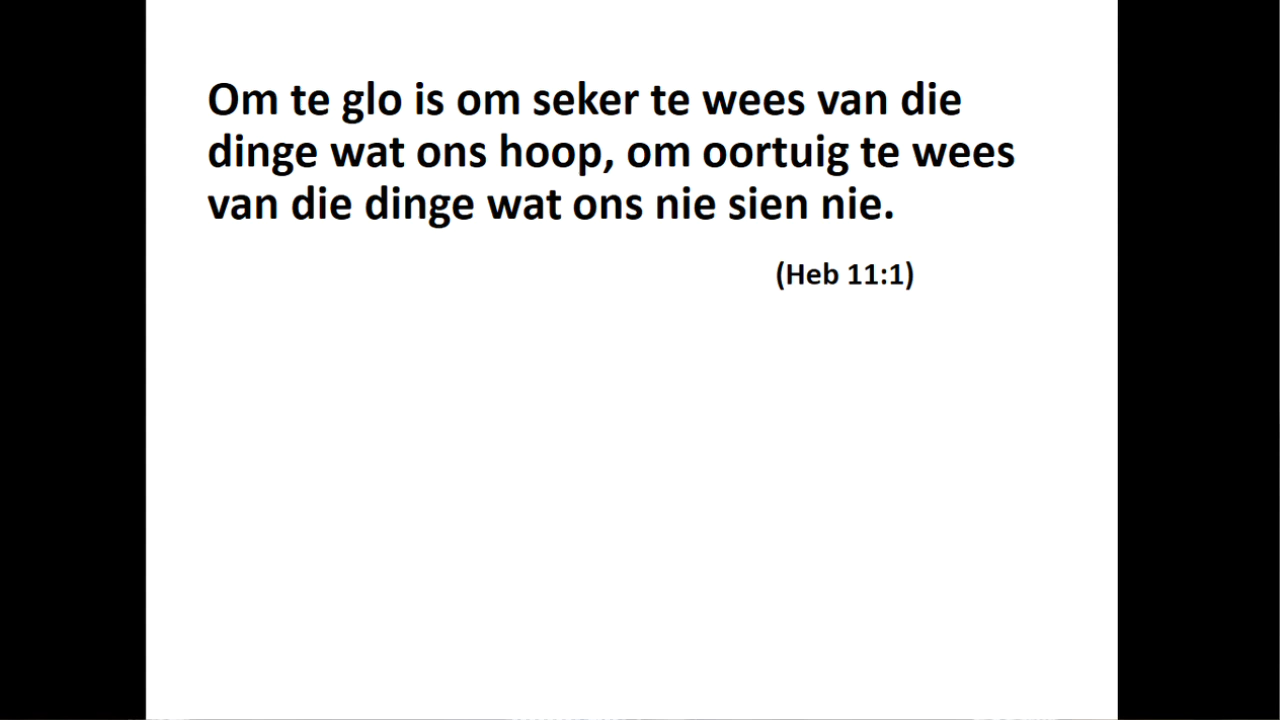 Om te glo is om seker te wees van die
dinge wat ons hoop, om oortuig te wees
van die dinge wat ons nie sien nie.
(Heb 11:1)